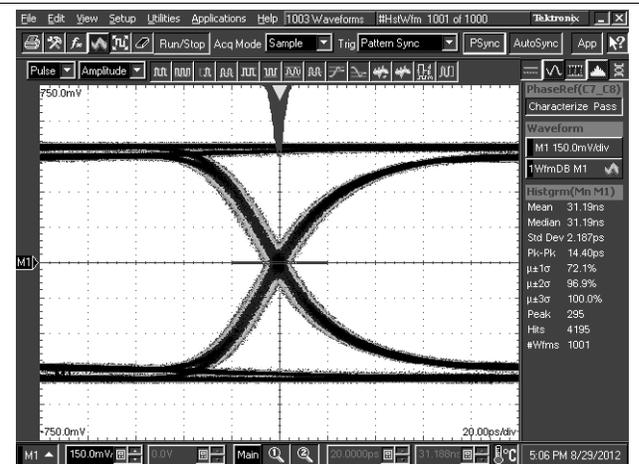 File Edit View Setup Utilities Applications Help 1003 Waveforms #HstWfm 1001 of 1000 Tektronix
Run/Stop Acq Mode Sample Trig Pattern Sync PSync AutoSync App
Pulse Amplitude
750.0mV
PhaseRef(C7_C8)
Characterize Pass
Waveform
M1 150.0mV/div
1WfmDB M1
Histgrm(Mn M1)
Mean 31.19ns
Median 31.19ns
Std Dev 2.187ps
Pk-Pk 14.40ps
µ±1σ 72.1%
µ±2σ 96.9%
µ±3σ 100.0%
Peak 295
Hits 4195
#Wfms 1001
M1
-750.0mV 20.00ps/div
M1 150.0mV/ 0.0V Main 1 2 20.0000ps 31.188ns °C 5:06 PM 8/29/2012